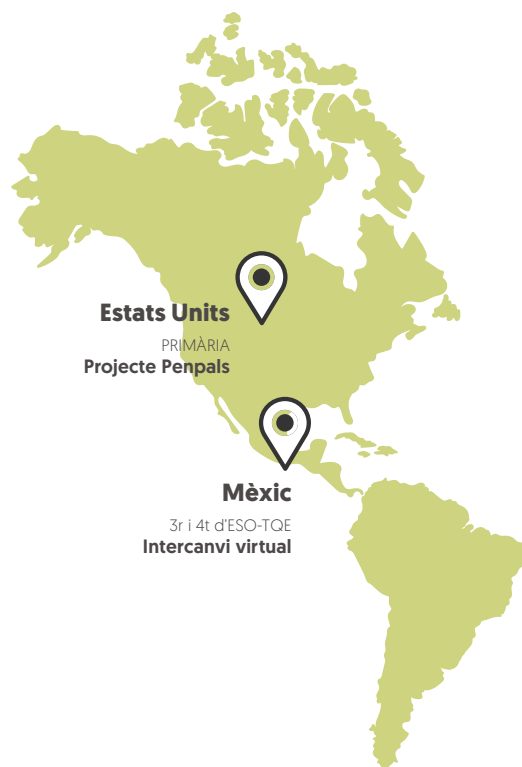 Estats Units
PRIMÀRIA
Projecte Penpals
Mèxic
3r i 4t d'ESO-TQE
Intercanvi virtual